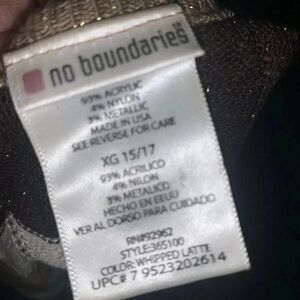 no boundaries™
93% ACRYLIC
4% NYLON
3% METALLIC
MADE IN USA
SEE REVERSE FOR CARE
XG 15/17
93% ACRILICO
4% NILON
3% METALICO
HECHO EN EEUU
VER AL DORSO PARA CUIDADO
RN#92962
STYLE:365100
COLOR: WHIPPED LATTE
UPC# 7 9523202614